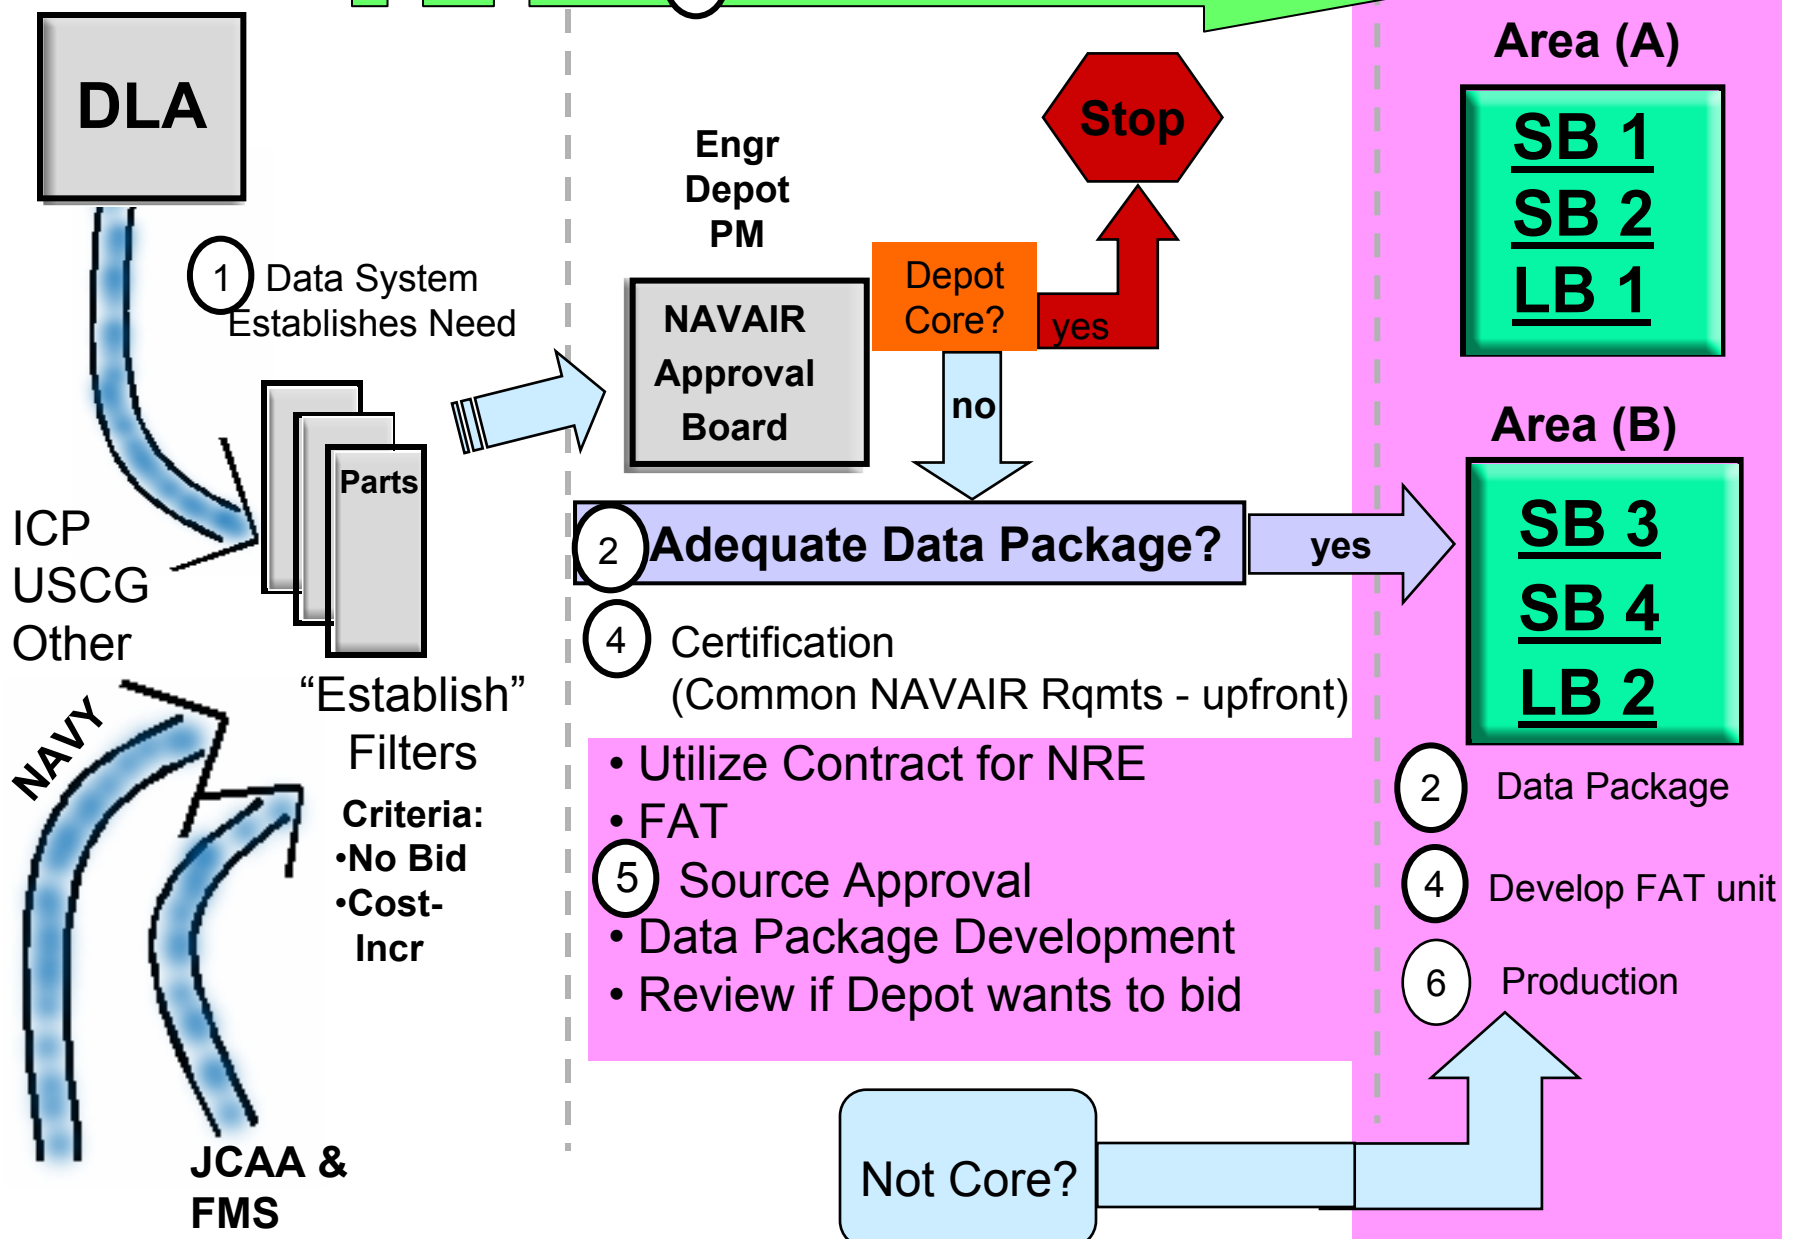 DLA
1 Data System
Establishes Need
Parts
ICP
USCG
Other
NAVY
"Establish"
Filters
Criteria:
•No Bid
•Cost-
Incr
JCAA &
FMS
Engr
Depot
PM
NAVAIR
Approval
Board
Depot
Core?
yes
Stop
no
2 Adequate Data Package?
yes
4 Certification
(Common NAVAIR Rqmts - upfront)
• Utilize Contract for NRE
• FAT
5 Source Approval
• Data Package Development
• Review if Depot wants to bid
Not Core?
Area (A)
SB 1
SB 2
LB 1
Area (B)
SB 3
SB 4
LB 2
2 Data Package
4 Develop FAT unit
6 Production